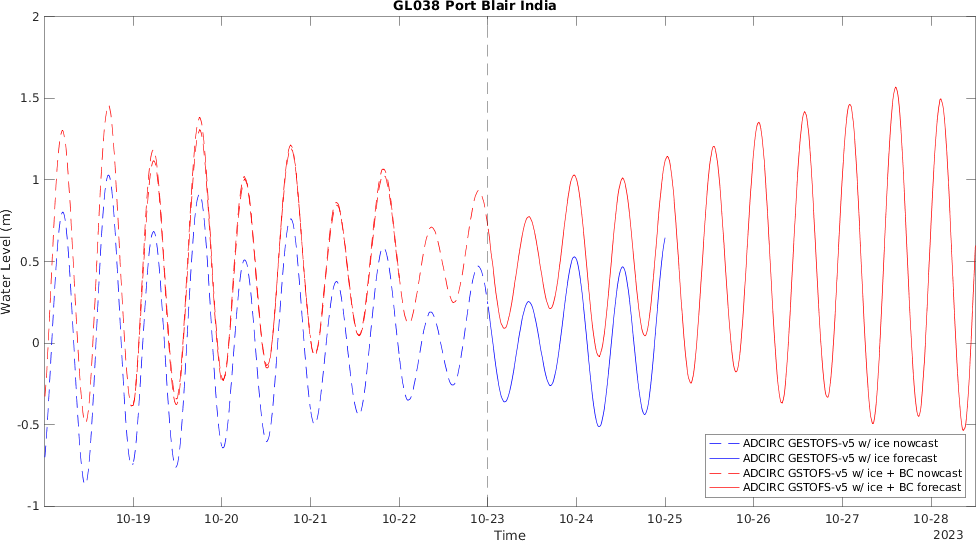 GL038 Port Blair India
2
1.5
1
0.5
0
-0.5
-1
Water Level (m)
10-19
10-20
10-21
10-22
10-23
10-24
10-25
10-26
10-27
10-28
Time
2023
ADCIRC GESTOFS-v5 w/ ice nowcast
ADCIRC GESTOFS-v5 w/ ice forecast
ADCIRC GSTOFS-v5 w/ ice + BC nowcast
ADCIRC GSTOFS-v5 w/ ice + BC forecast